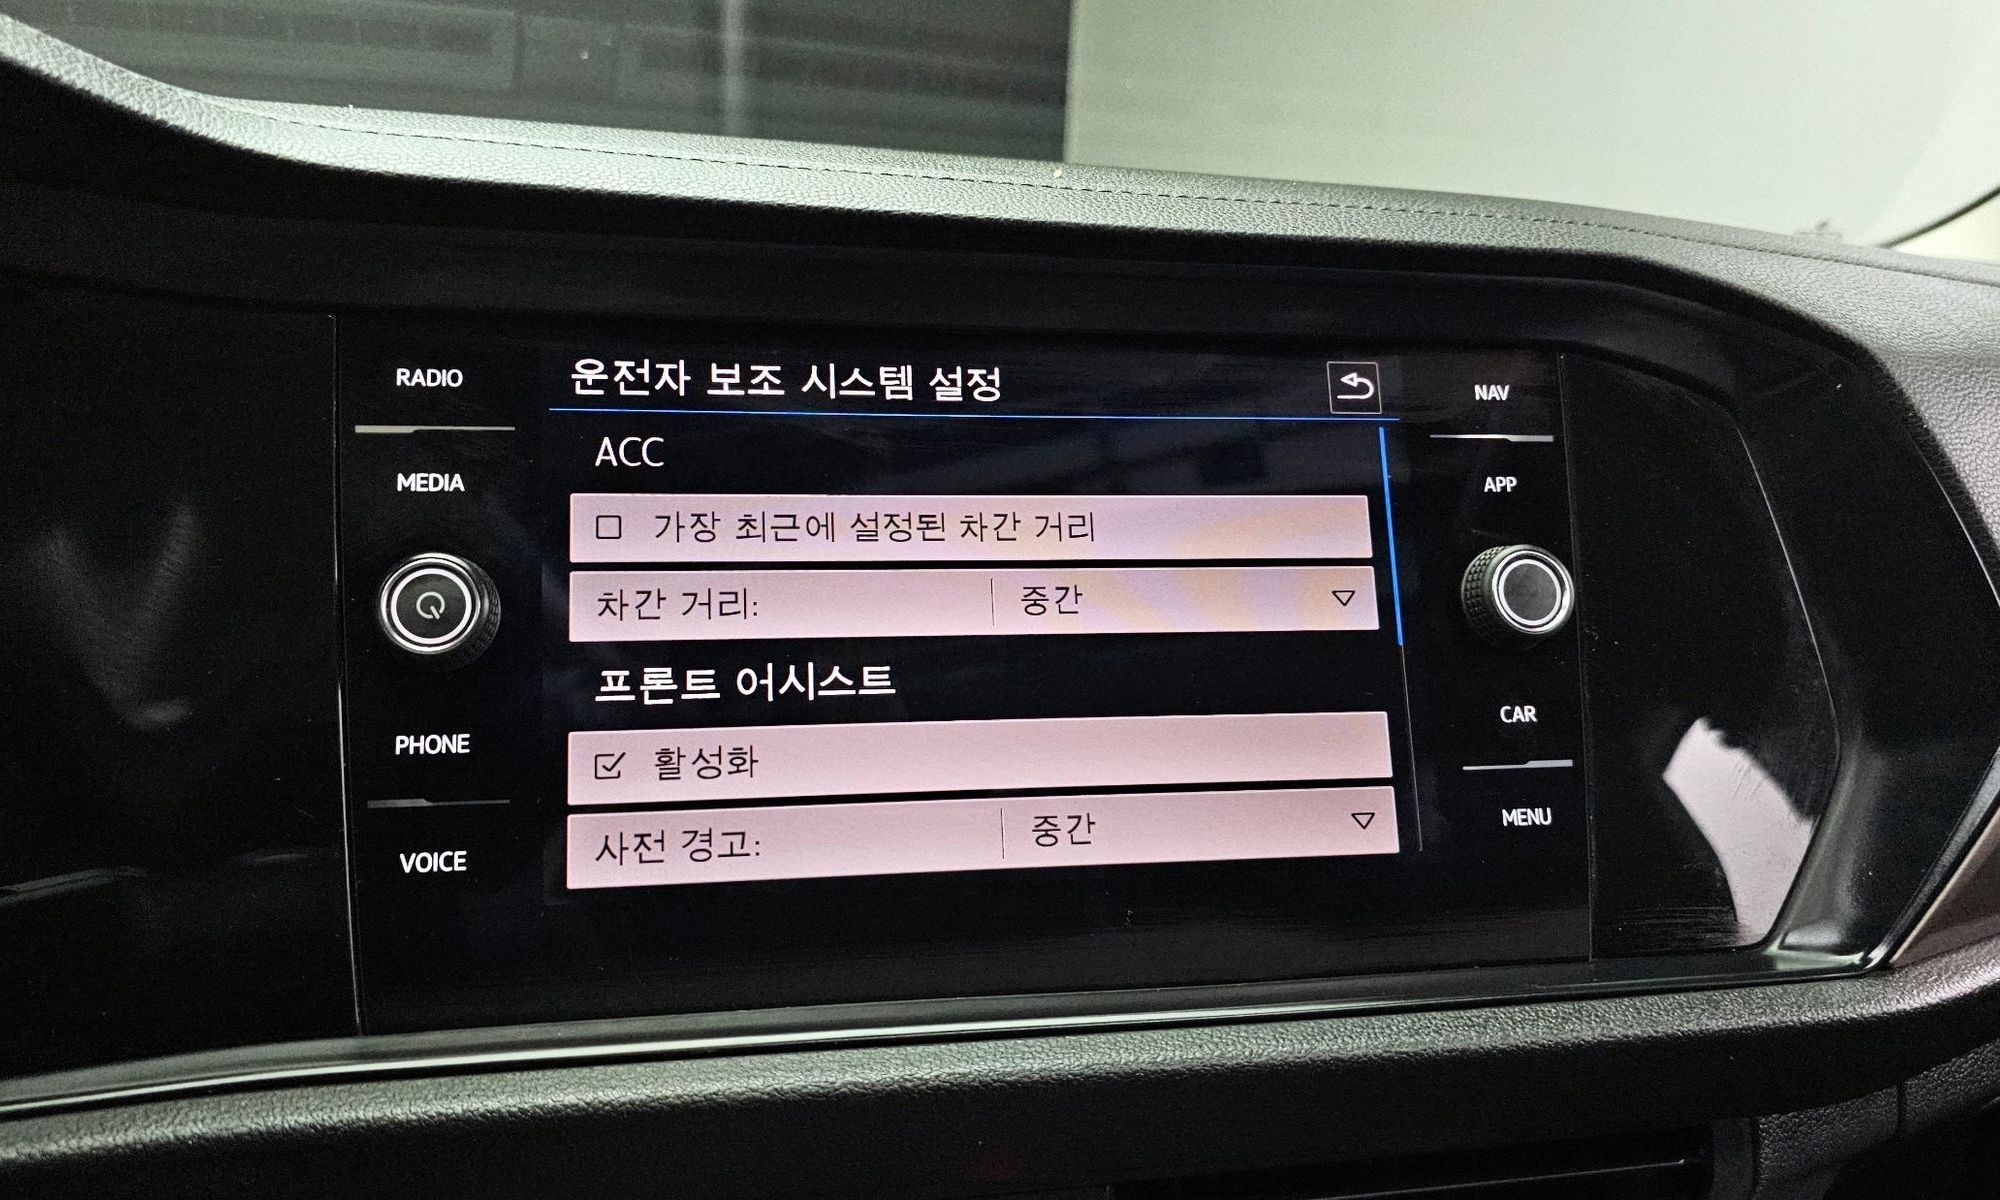 RADIO
MEDIA
PHONE
VOICE
운전자 보조 시스템 설정
ACC
가장 최근에 설정된 차간 거리
차간 거리: 중간
프론트 어시스트
활성화
사전 경고: 중간
NAV
APP
CAR
MENU